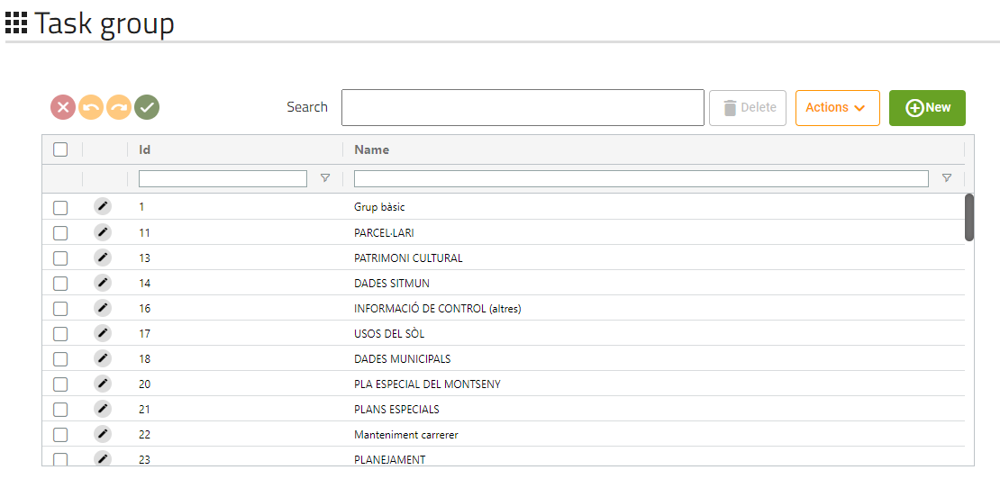 Task group
Search Delete Actions New
Id Name
1 Grup bàsic
11 PARCEL·LARI
13 PATRIMONI CULTURAL
14 DADES SITMUN
16 INFORMACIÓ DE CONTROL (altres)
17 USOS DEL SÒL
18 DADES MUNICIPALS
20 PLA ESPECIAL DEL MONTSENY
21 PLANS ESPECIALS
22 Manteniment carrerer
23 PLANEJAMENT